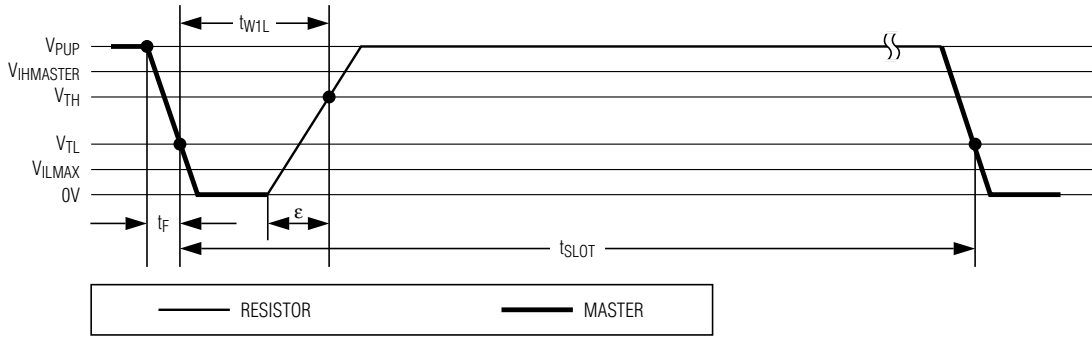 tW1L
VPUP
VIHMASTER
VTH
VTL
VILMAX
0V
tF
ε
tSLOT
RESISTOR MASTER